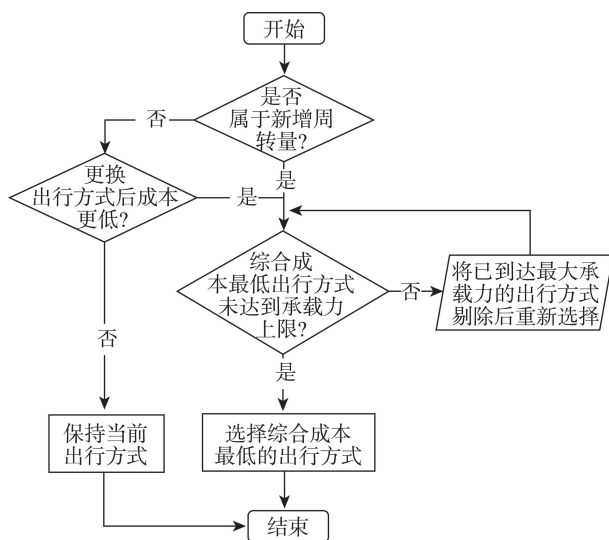 开始
是否
属于新增周
转量?
否
是
更换
出行方式后成本
更低?
是
综合成
本最低出行方式
未达到承载力
上限?
否
将已到达最大承
载力的出行方式
剔除后重新选择
否
是
保持当前
出行方式
选择综合成本
最低的出行方式
结束